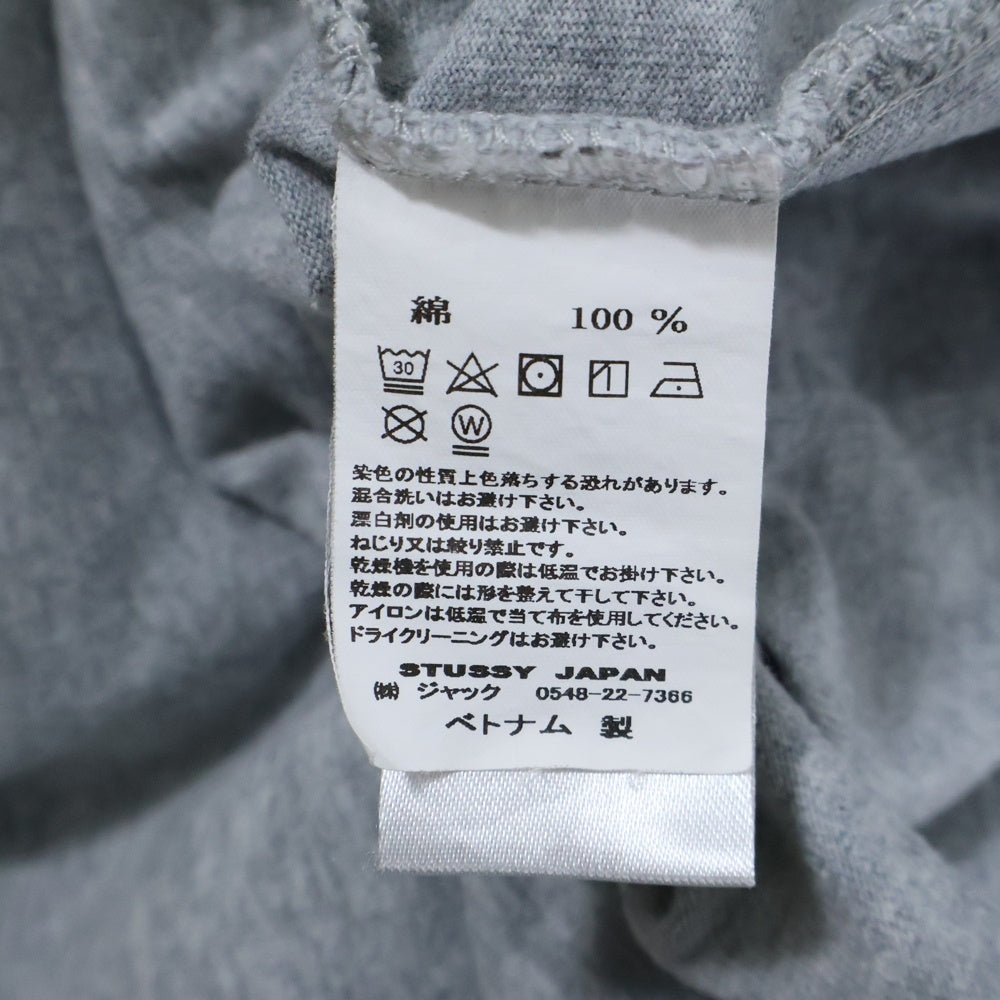 綿 100 %
30
W
染色の性質上色落ちする恐れがあります。
混合洗いはお避け下さい。
漂白剤の使用はお避け下さい。
ねじり又は絞り禁止です。
乾燥機を使用の際は低温でお掛け下さい。
乾燥の際には形を整えて干して下さい。
アイロンは低温で当て布を使用してください。
ドライクリーニングはお避け下さい。
STUSSY JAPAN
㈱ ジャック 0548-22-7366
ベトナム 製